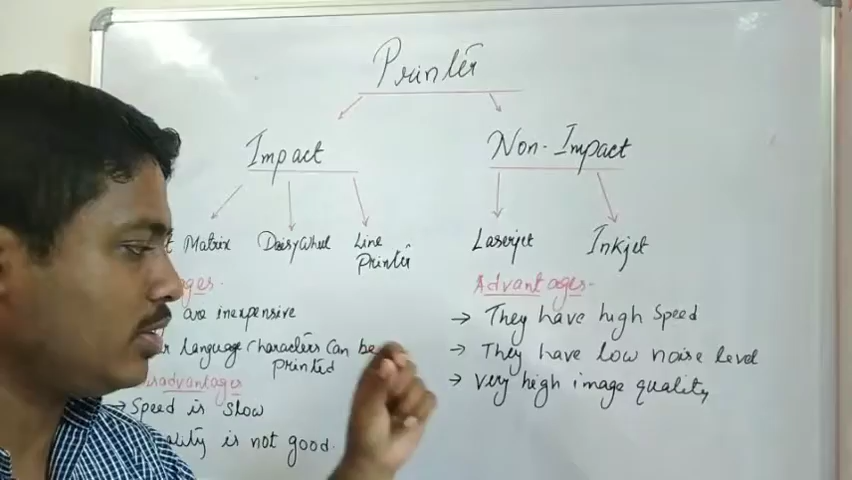 Printer
Impact
Non-Impact
Matrix
DaisyWheel
Line
Printer
Laserjet
Inkjet
Advantages-
are inexpensive
→ They have high Speed
language Characters Can be
printed
→ They have low noise level
disadvantages
→ Very high image quality,
→ Speed is slow
is not good.